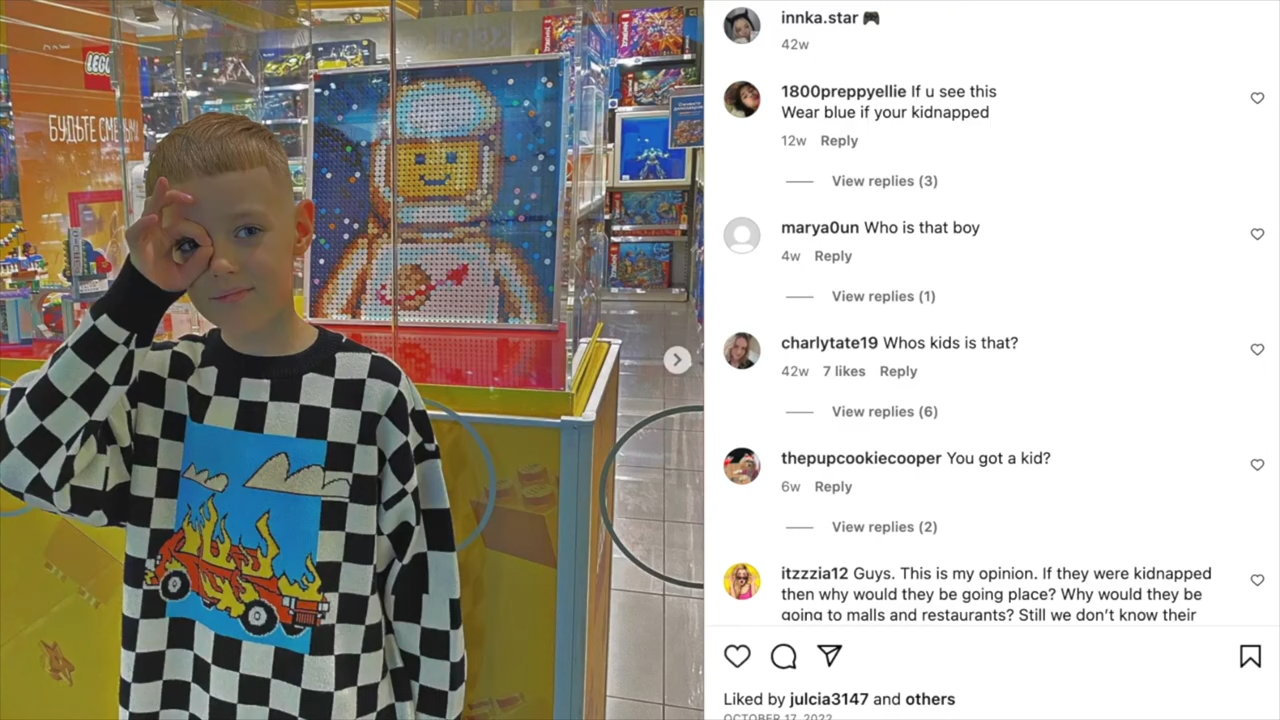 LEGO
БУДЬТЕ СМЕЛЫМИ
innka.star 🎮
42w
1800preppyellie If u see this
Wear blue if your kidnapped
12w Reply
View replies (3)
marya0un Who is that boy
4w Reply
View replies (1)
charlytate19 Whos kids is that?
42w 7 likes Reply
View replies (6)
thepupcookiecooper You got a kid?
6w Reply
View replies (2)
itzzzia12 Guys. This is my opinion. If they were kidnapped
then why would they be going place? Why would they be
going to malls and restaurants? Still we don’t know their
Liked by julcia3147 and others
OCTOBER 17, 2022